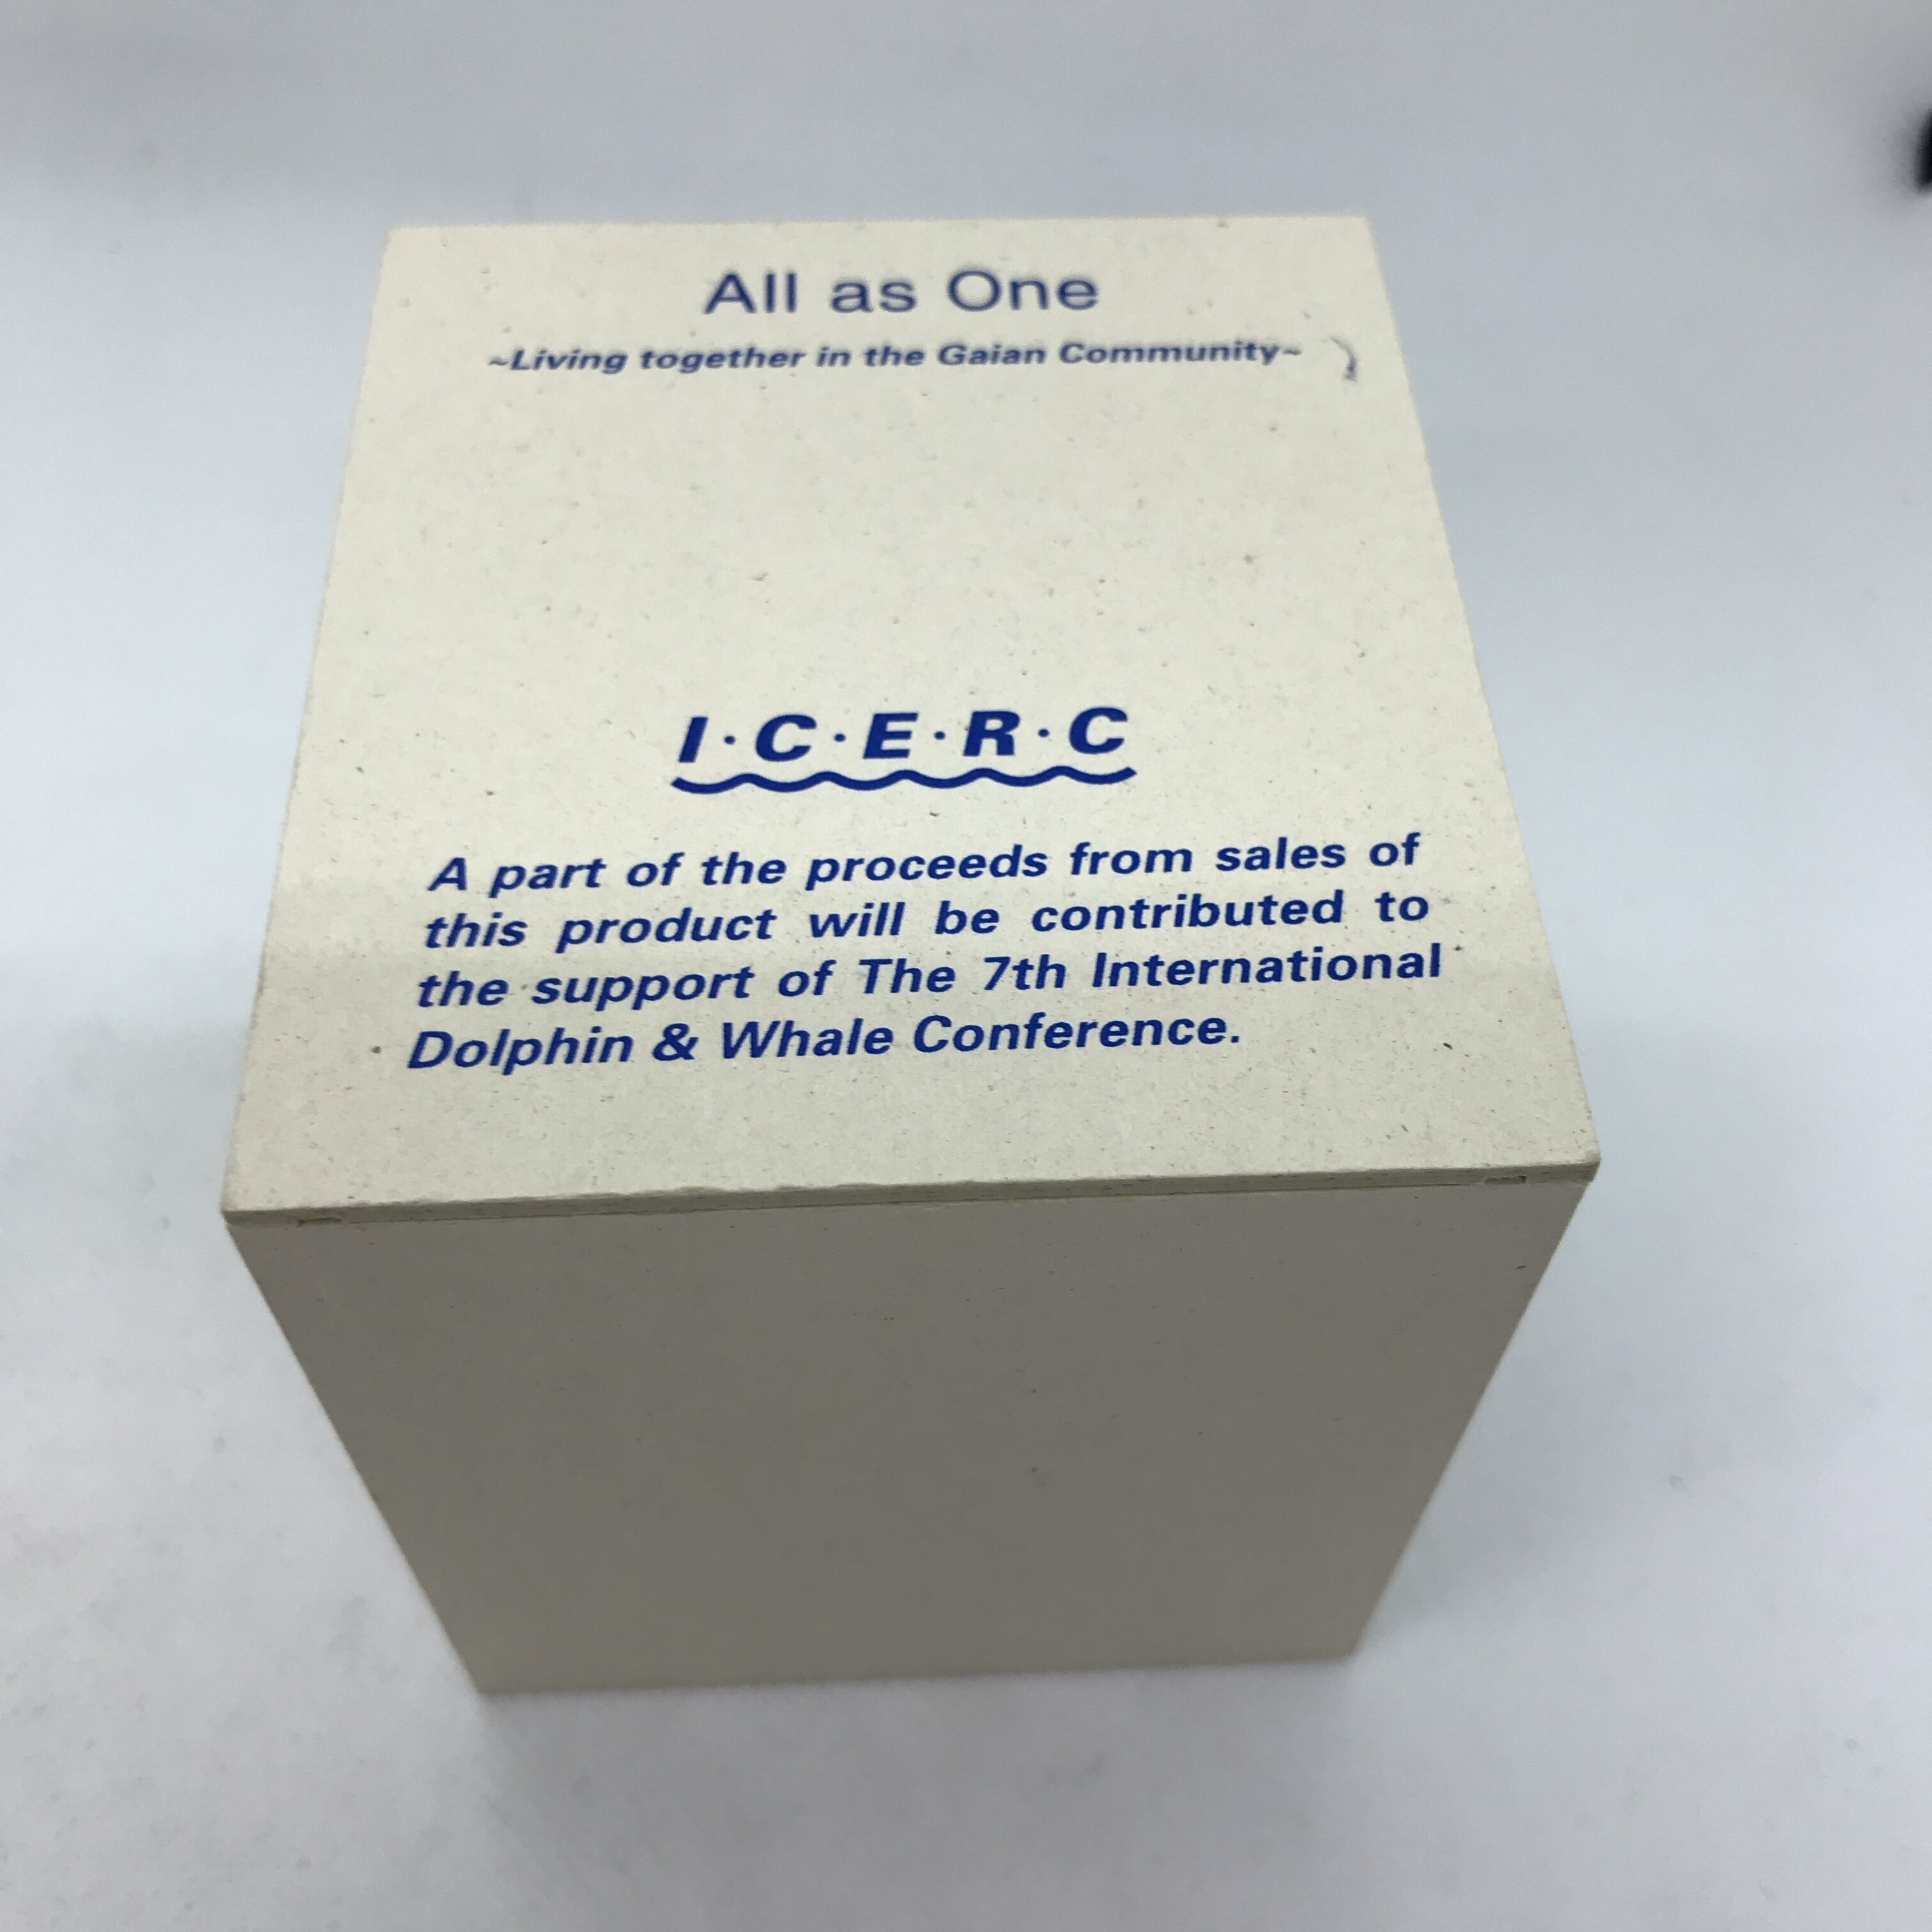 All as One
~Living together in the Gaian Community~
I·C·E·R·C
A part of the proceeds from sales of
this product will be contributed to
the support of The 7th International
Dolphin & Whale Conference.